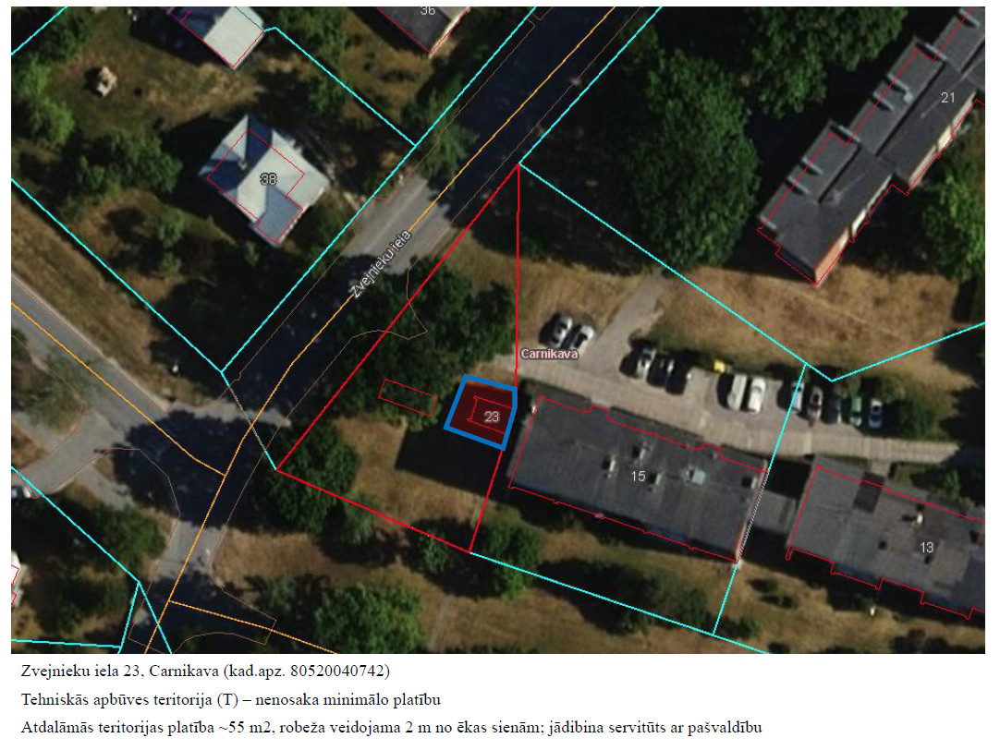 36
21
38
Zvejnieku iela
Carnikava
23
15
13
Zvejnieku iela 23, Carnikava (kad.apz. 80520040742)
Tehniskās apbūves teritorija (T) – nenosaka minimālo platību
Atdalāmās teritorijas platība ~55 m2, robeža veidojama 2 m no ēkas sienām; jādibina servitūts ar pašvaldību